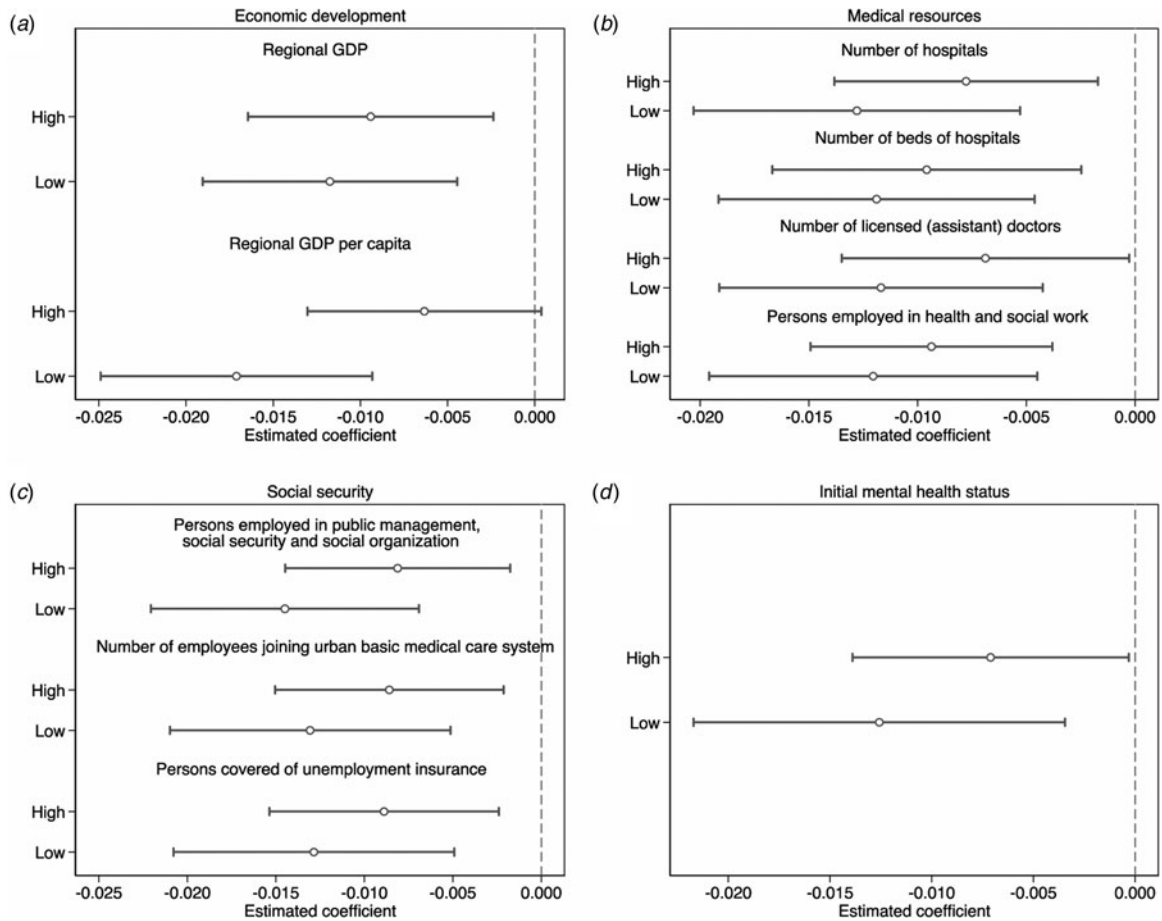 (a)
Economic development
Regional GDP
High
Low
Regional GDP per capita
High
Low
-0.025 -0.020 -0.015 -0.010 -0.005 0.000
Estimated coefficient
(b)
Medical resources
Number of hospitals
High
Low
Number of beds of hospitals
High
Low
Number of licensed (assistant) doctors
High
Low
Persons employed in health and social work
High
Low
-0.020 -0.015 -0.010 -0.005 0.000
Estimated coefficient
(c)
Social security
Persons employed in public management,
social security and social organization
High
Low
Number of employees joining urban basic medical care system
High
Low
Persons covered of unemployment insurance
High
Low
-0.025 -0.020 -0.015 -0.010 -0.005 0.000
Estimated coefficient
(d)
Initial mental health status
High
Low
-0.020 -0.015 -0.010 -0.005 0.000
Estimated coefficient